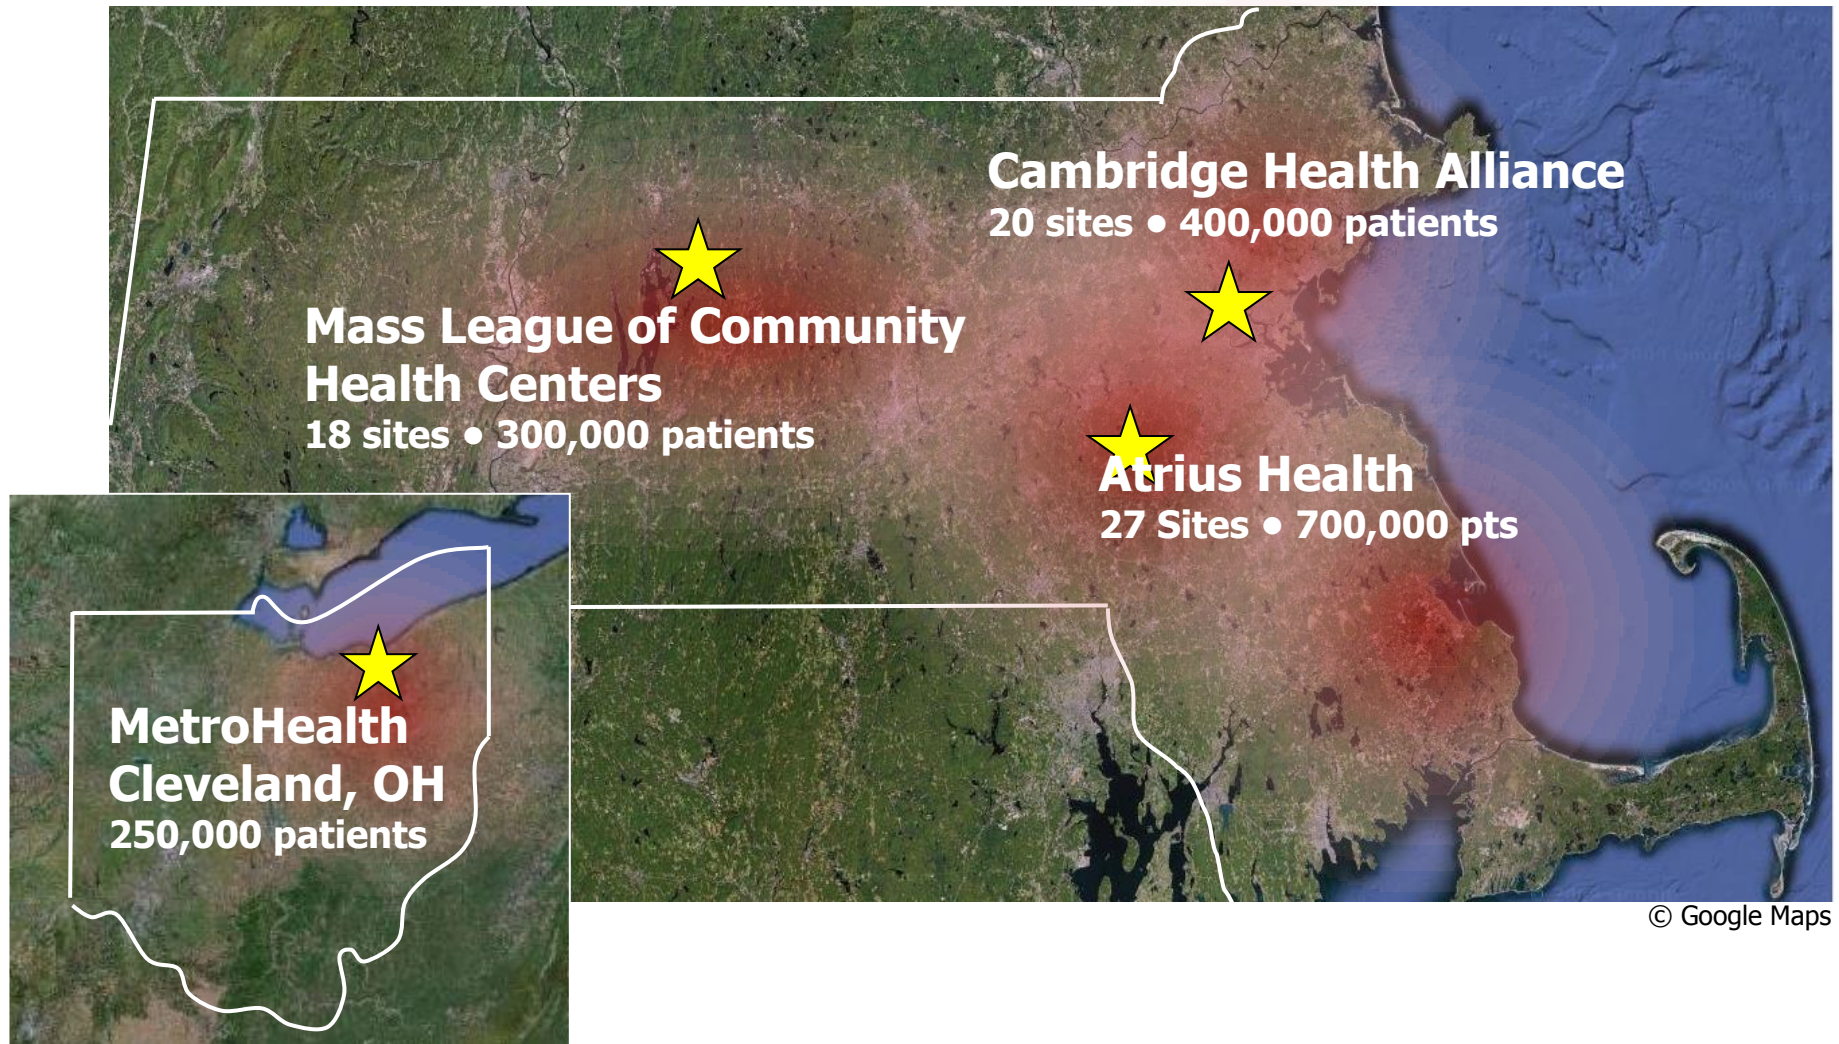 Cambridge Health Alliance
20 sites • 400,000 patients
Mass League of Community
Health Centers
18 sites • 300,000 patients
Atrius Health
27 Sites • 700,000 pts
MetroHealth
Cleveland, OH
250,000 patients
© Google Maps